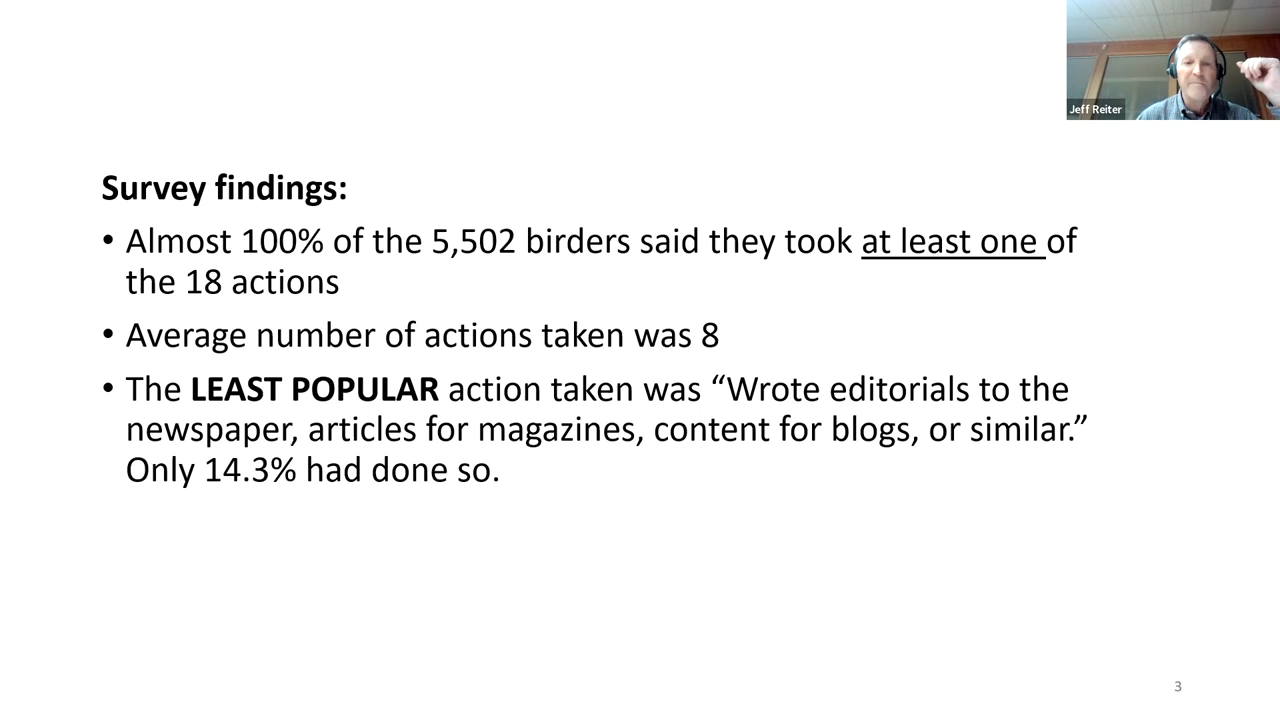 Jeff Reiter
Survey findings:
• Almost 100% of the 5,502 birders said they took at least one of
the 18 actions
• Average number of actions taken was 8
• The LEAST POPULAR action taken was “Wrote editorials to the
newspaper, articles for magazines, content for blogs, or similar.”
Only 14.3% had done so.
3